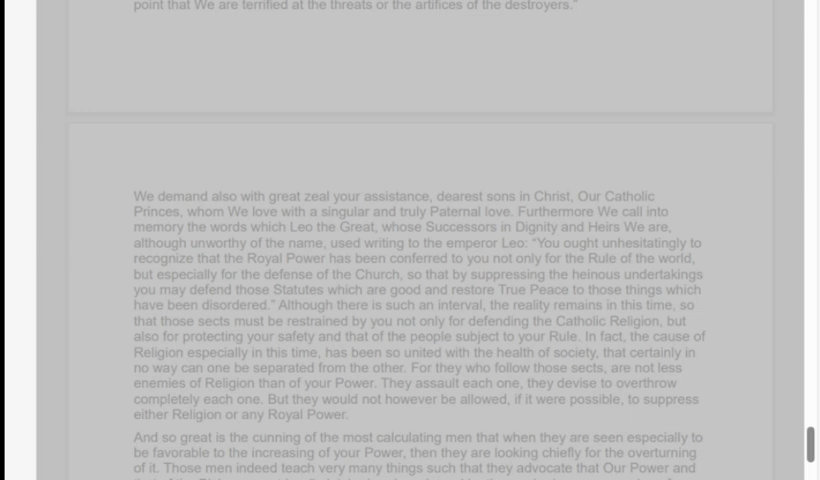 point that We are terrified at the threats or the artifices of the destroyers.”
We demand also with great zeal your assistance, dearest sons in Christ, Our Catholic
Princes, whom We love with a singular and truly Paternal love. Furthermore We call into
memory the words which Leo the Great, whose Successors in Dignity and Heirs We are,
although unworthy of the name, used writing to the emperor Leo: “You ought unhesitatingly to
recognize that the Royal Power has been conferred to you not only for the Rule of the world,
but especially for the defense of the Church, so that by suppressing the heinous undertakings
you may defend those Statutes which are good and restore True Peace to those things which
have been disordered.” Although there is such an interval, the reality remains in this time, so
that those sects must be restrained by you not only for defending the Catholic Religion, but
also for protecting your safety and that of the people subject to your Rule. In fact, the cause of
Religion especially in this time, has been so united with the health of society, that certainly in
no way can one be separated from the other. For they who follow those sects, are not less
enemies of Religion than of your Power. They assault each one, they devise to overthrow
completely each one. But they would not however be allowed, if it were possible, to suppress
either Religion or any Royal Power.
And so great is the cunning of the most calculating men that when they are seen especially to
be favorable to the increasing of your Power, then they are looking chiefly for the overturning
of it. Those men indeed teach very many things such that they advocate that Our Power and